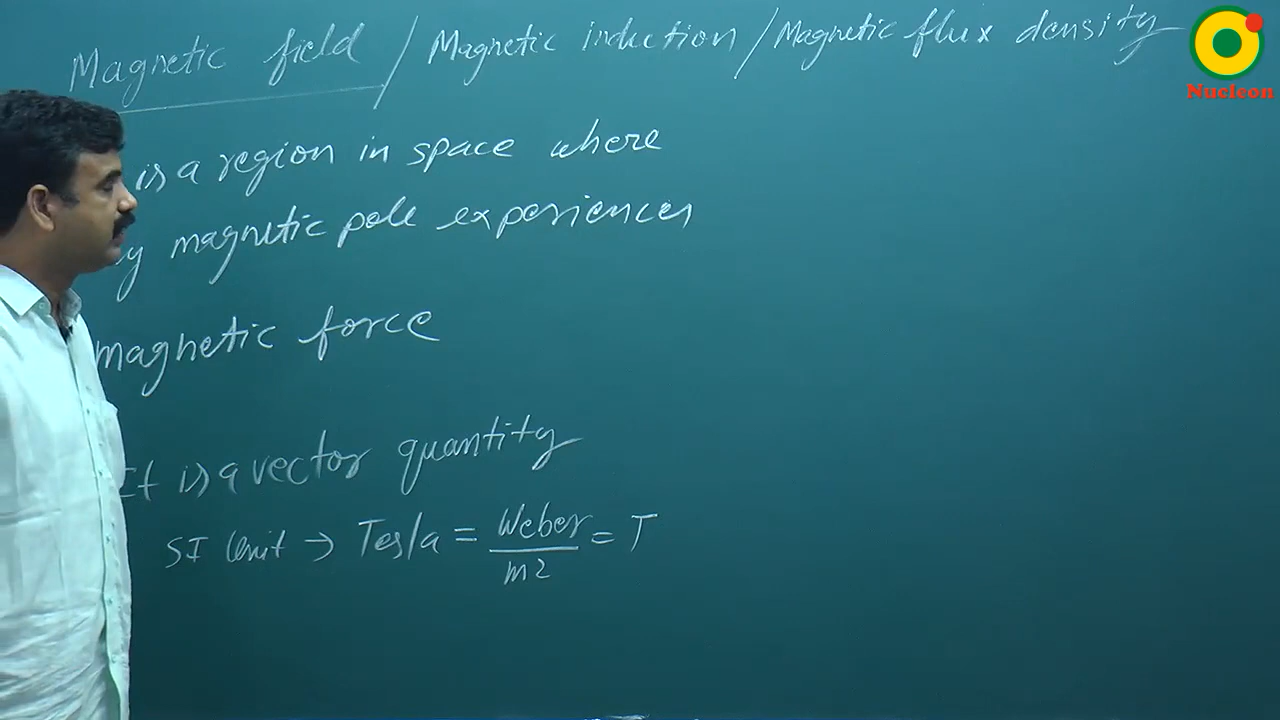 Magnetic field / Magnetic induction / Magnetic flux density
Nucleon
is a region in space where
magnetic pole experiences
magnetic force
It is a vector quantity
SI Unit → Tesla = Weber/m2 = T